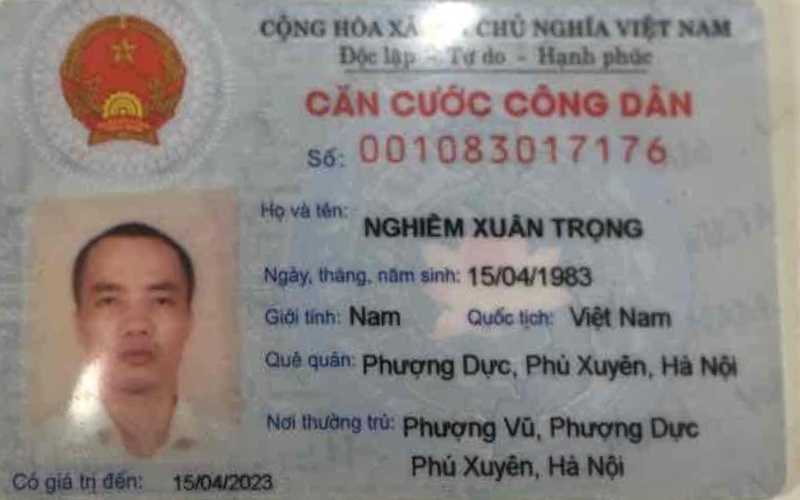 CỘNG HÒA XÃ CHỦ NGHĨA VIỆT NAM
Độc lập - Tự do - Hạnh phúc
CĂN CƯỚC CÔNG DÂN
Số: 001083017176
Họ và tên: NGHIÊM XUÂN TRỌNG
Ngày, tháng, năm sinh: 15/04/1983
Giới tính: Nam Quốc tịch: Việt Nam
Quê quán: Phượng Dực, Phú Xuyên, Hà Nội
Nơi thường trú: Phượng Vũ, Phượng Dực
Phú Xuyên, Hà Nội
Có giá trị đến: 15/04/2023